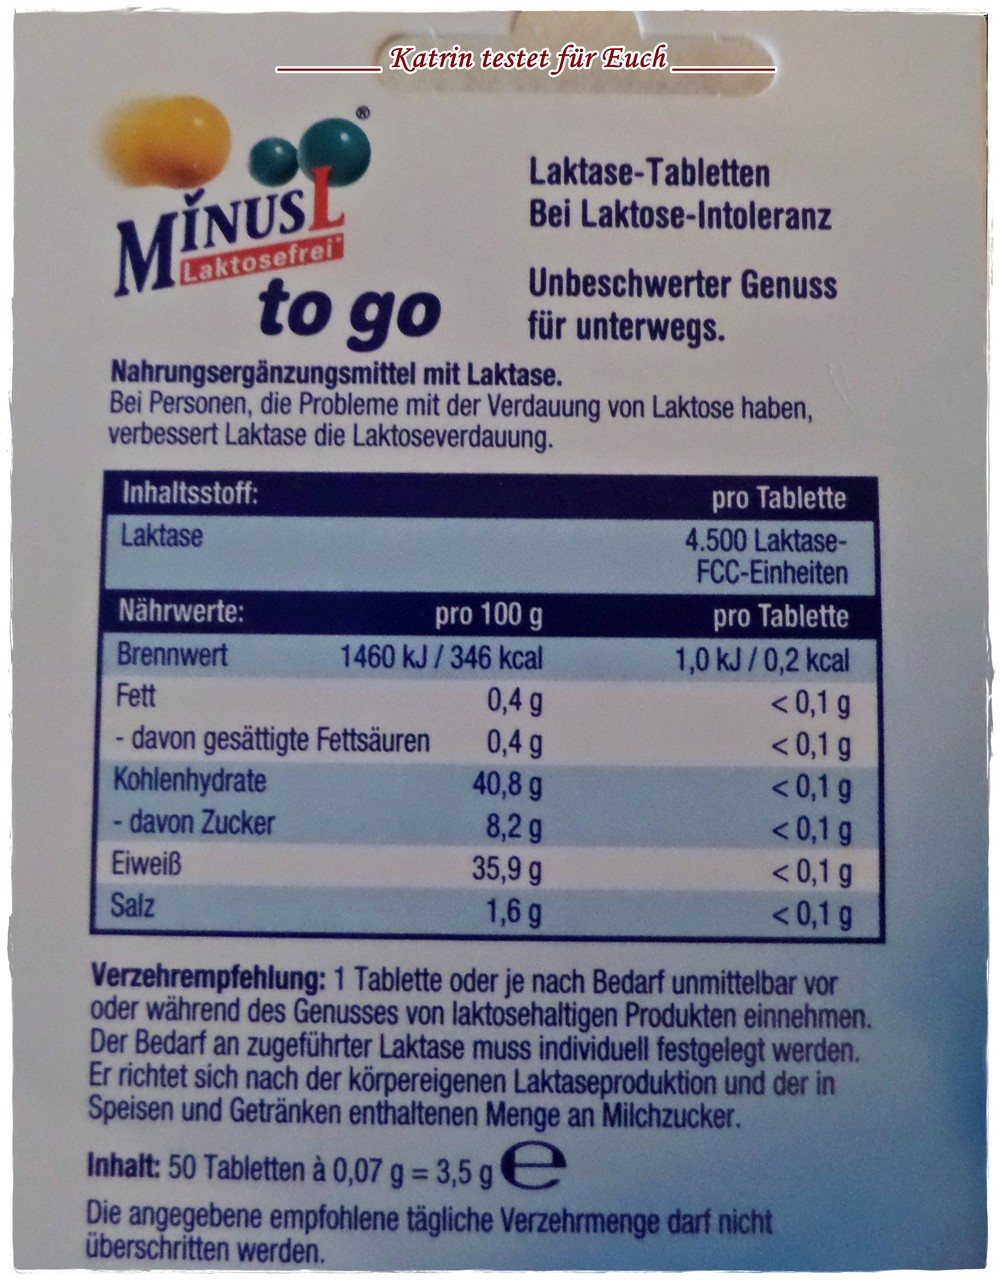 Katrin testet für Euch
®
MINUSL
Laktosefrei
to go
Laktase-Tabletten
Bei Laktose-Intoleranz
Unbeschwerter Genuss
für unterwegs.
Nahrungsergänzungsmittel mit Laktase.
Bei Personen, die Probleme mit der Verdauung von Laktose haben,
verbessert Laktase die Laktoseverdauung.
Inhaltsstoff: pro Tablette
Laktase 4.500 Laktase-
FCC-Einheiten
Nährwerte: pro 100 g pro Tablette
Brennwert 1460 kJ / 346 kcal 1,0 kJ / 0,2 kcal
Fett 0,4 g < 0,1 g
- davon gesättigte Fettsäuren 0,4 g < 0,1 g
Kohlenhydrate 40,8 g < 0,1 g
- davon Zucker 8,2 g < 0,1 g
Eiweiß 35,9 g < 0,1 g
Salz 1,6 g < 0,1 g
Verzehrempfehlung: 1 Tablette oder je nach Bedarf unmittelbar vor
oder während des Genusses von laktosehaltigen Produkten einnehmen.
Der Bedarf an zugeführter Laktase muss individuell festgelegt werden.
Er richtet sich nach der körpereigenen Laktaseproduktion und der in
Speisen und Getränken enthaltenen Menge an Milchzucker.
Inhalt: 50 Tabletten à 0,07 g = 3,5 g ℮
Die angegebene empfohlene tägliche Verzehrmenge darf nicht
überschritten werden.